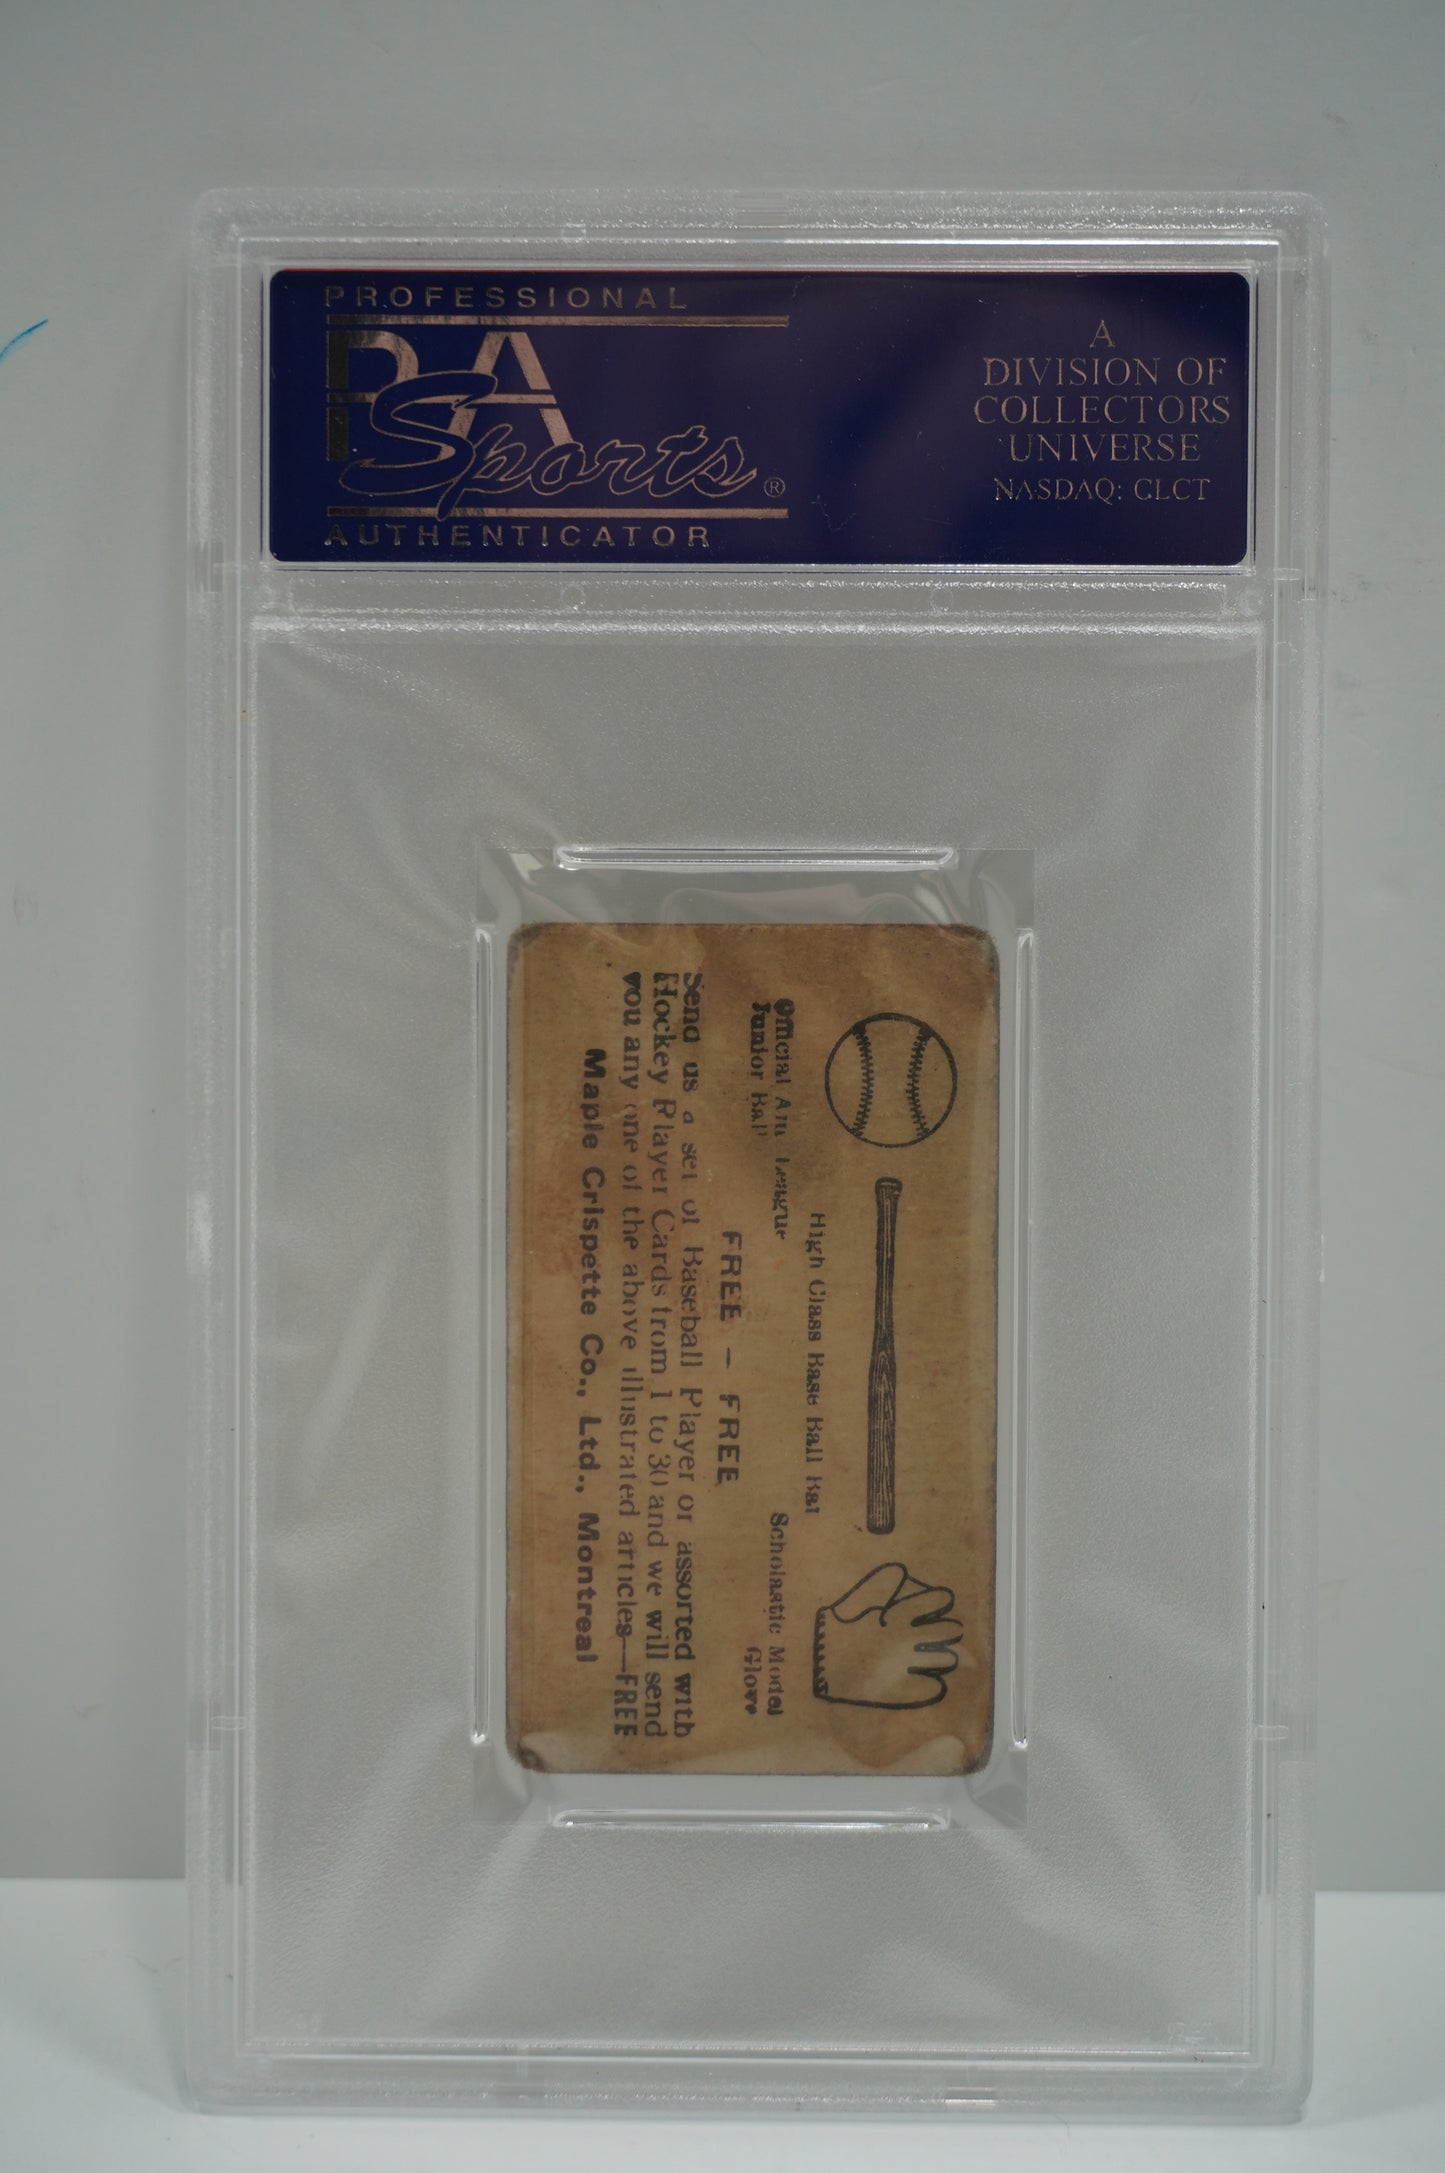 PROFESSIONAL
PSA
Sports®
AUTHENTICATOR
A
DIVISION OF
COLLECTORS
UNIVERSE
NASDAQ: CLCT
Official League
Junior Ball
High Class Base Ball Bat
Scholastic Model
Glove
FREE – FREE
Send us a set of Baseball Player or assorted with
Hockey Player Cards from 1 to 30 and we will send
you any one of the above illustrated articles—FREE
Maple Crispette Co., Ltd., Montreal